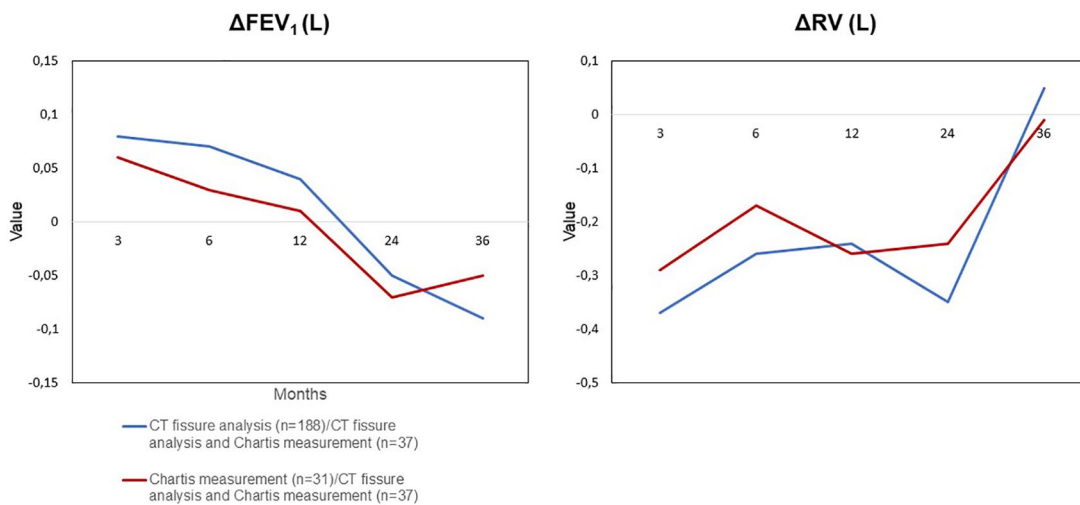 ΔFEV₁ (L)
0,15
0,1
0,05
0
-0,05
-0,1
-0,15
Value
3 6 12 24 36
Months
CT fissure analysis (n=188)/CT fissure
analysis and Chartis measurement (n=37)
Chartis measurement (n=31)/CT fissure
analysis and Chartis measurement (n=37)
ΔRV (L)
0,1
0
-0,1
-0,2
-0,3
-0,4
-0,5
Value
3 6 12 24 36